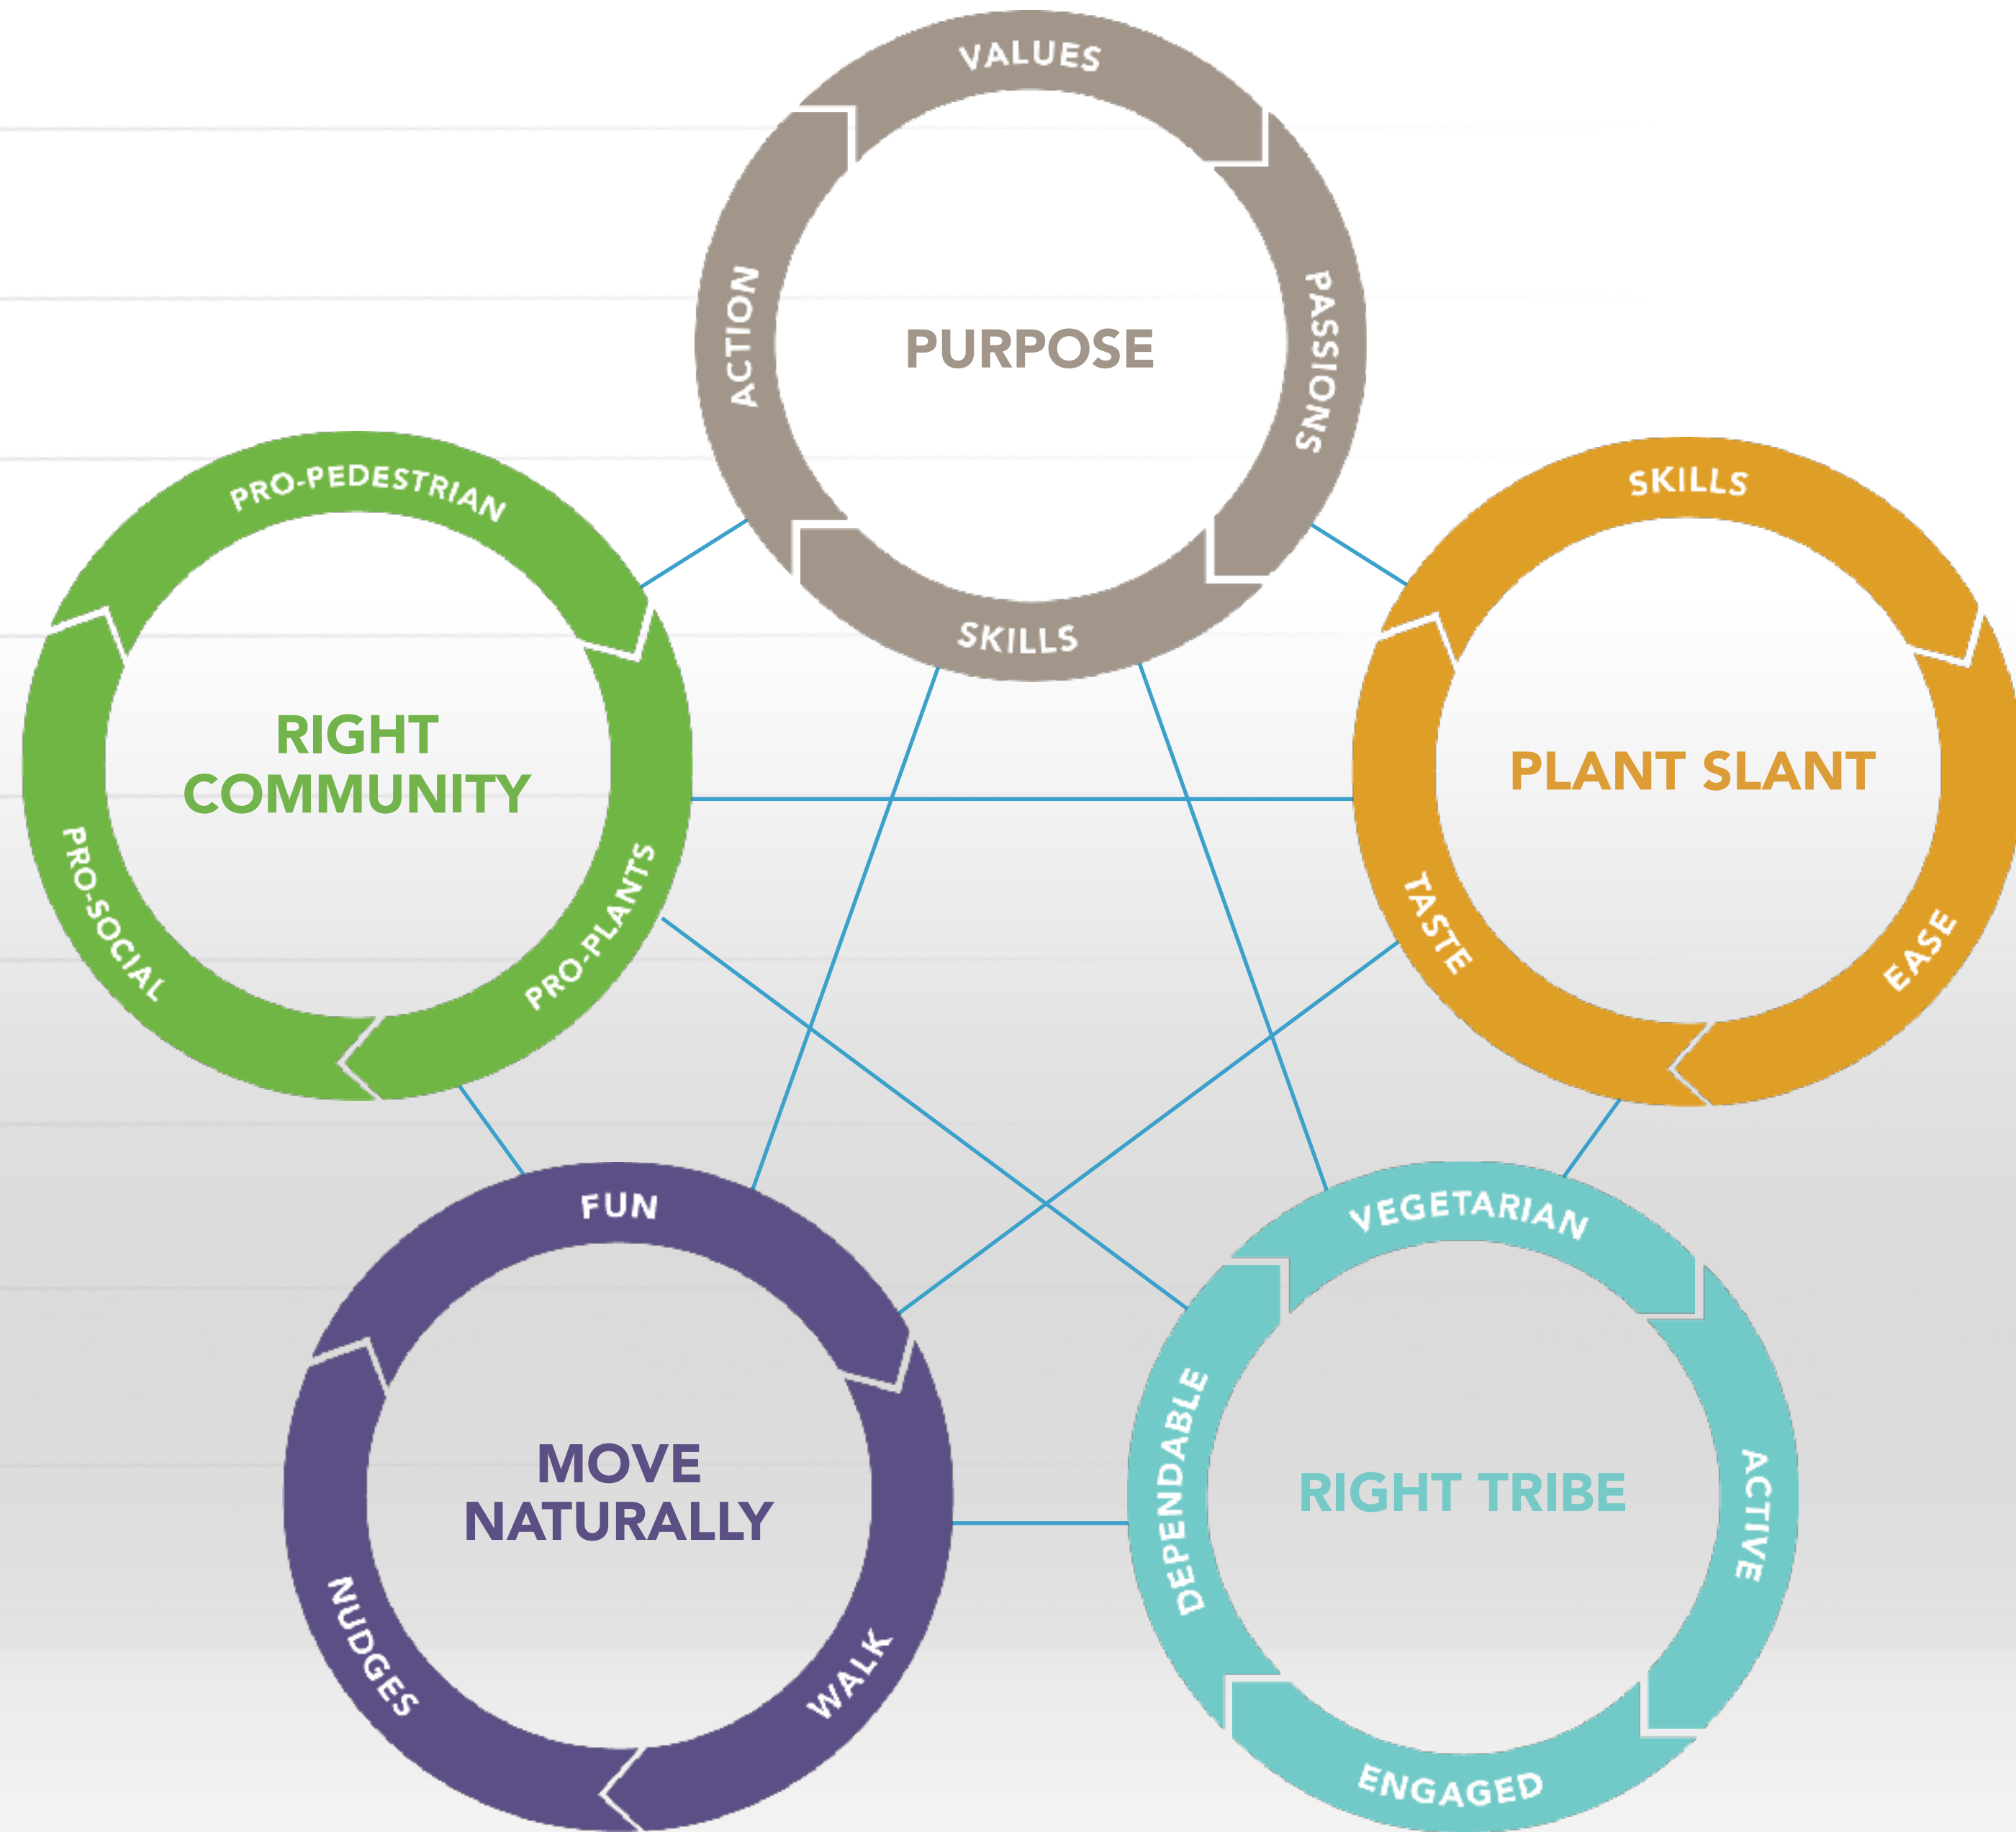 VALUES
PASSIONS
SKILLS
ACTION
PURPOSE
PRO-PEDESTRIAN
PRO-PLANTS
PRO-SOCIAL
RIGHT
COMMUNITY
SKILLS
EASE
TASTE
PLANT SLANT
FUN
WALK
NUDGES
MOVE
NATURALLY
VEGETARIAN
ACTIVE
ENGAGED
DEPENDABLE
RIGHT TRIBE